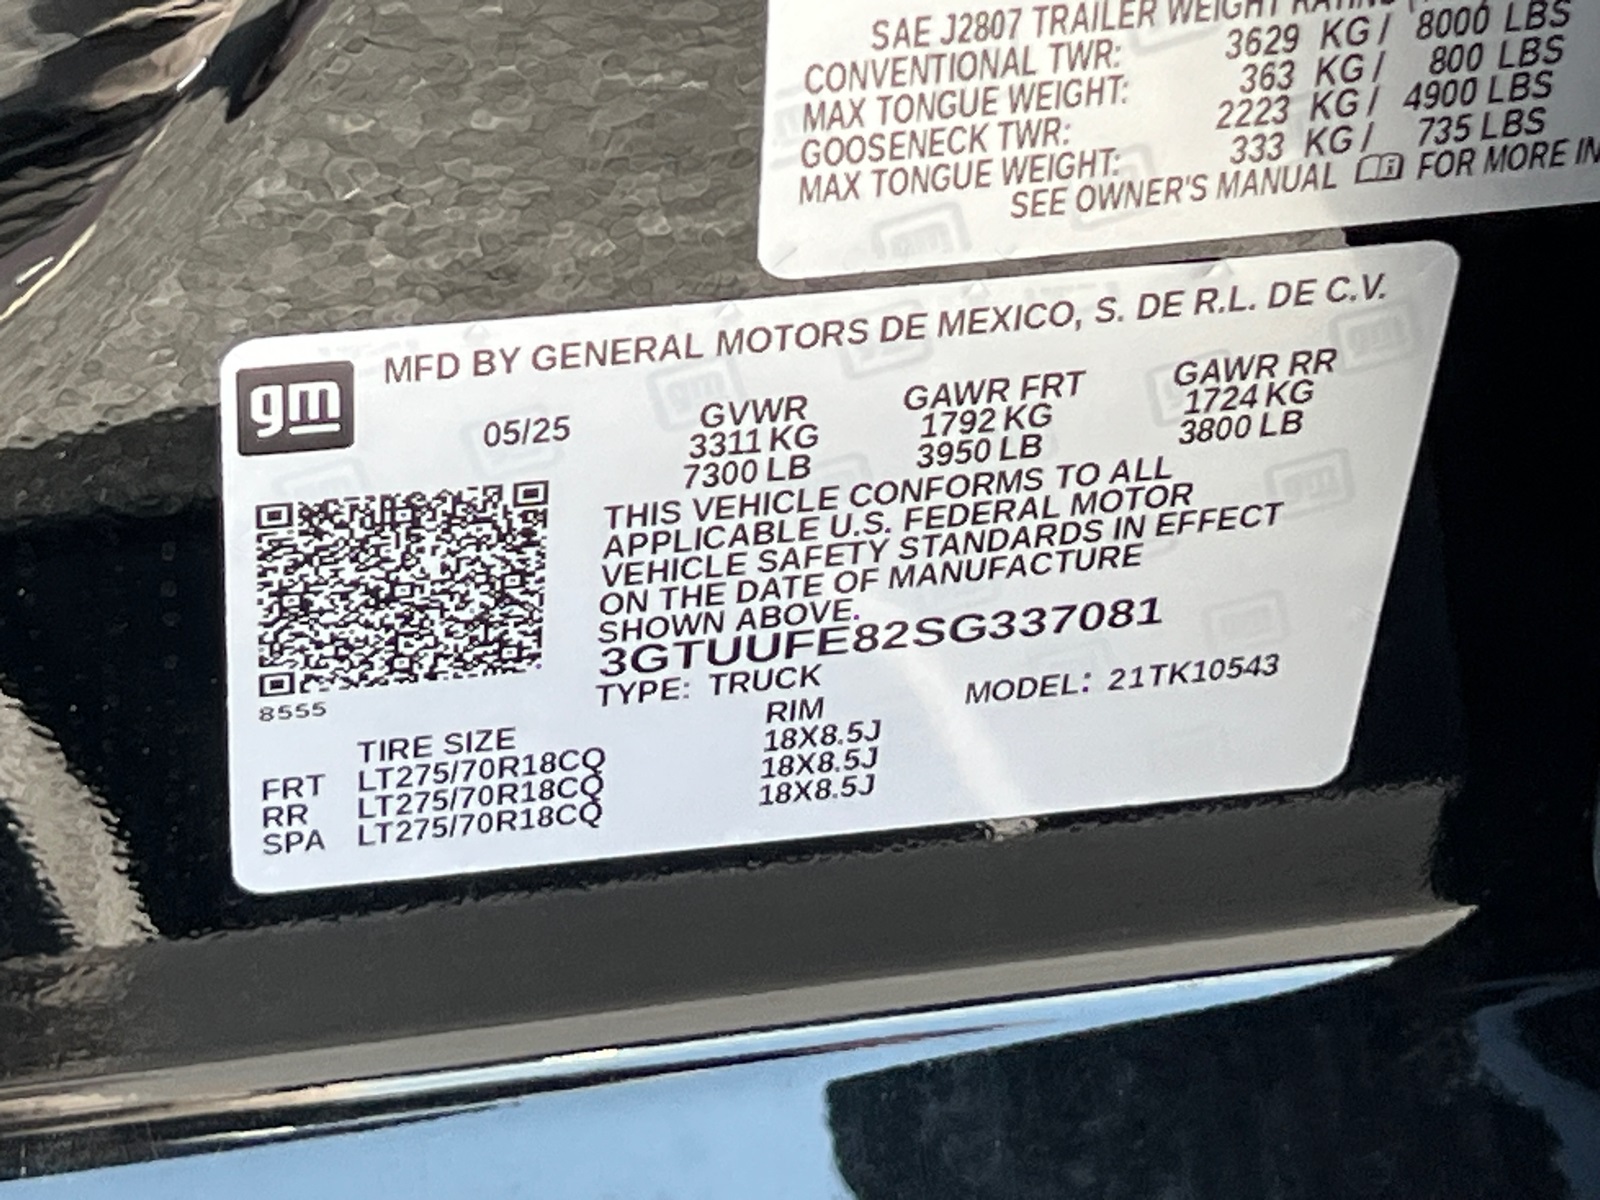 SAE J2807 TRAILER WEIGHT RATING
CONVENTIONAL TWR: 3629 KG / 8000 LBS
MAX TONGUE WEIGHT: 363 KG / 800 LBS
GOOSENECK TWR: 2223 KG / 4900 LBS
MAX TONGUE WEIGHT: 333 KG / 735 LBS
SEE OWNER'S MANUAL FOR MORE IN
gm
MFD BY GENERAL MOTORS DE MEXICO, S. DE R.L. DE C.V.
05/25 GVWR GAWR FRT GAWR RR
3311 KG 1792 KG 1724 KG
7300 LB 3950 LB 3800 LB
THIS VEHICLE CONFORMS TO ALL
APPLICABLE U.S. FEDERAL MOTOR
VEHICLE SAFETY STANDARDS IN EFFECT
ON THE DATE OF MANUFACTURE
SHOWN ABOVE.
3GTUUFE82SG337081
TYPE: TRUCK MODEL: 21TK10543
8555
TIRE SIZE RIM
FRT LT275/70R18CQ 18X8.5J
RR LT275/70R18CQ 18X8.5J
SPA LT275/70R18CQ 18X8.5J